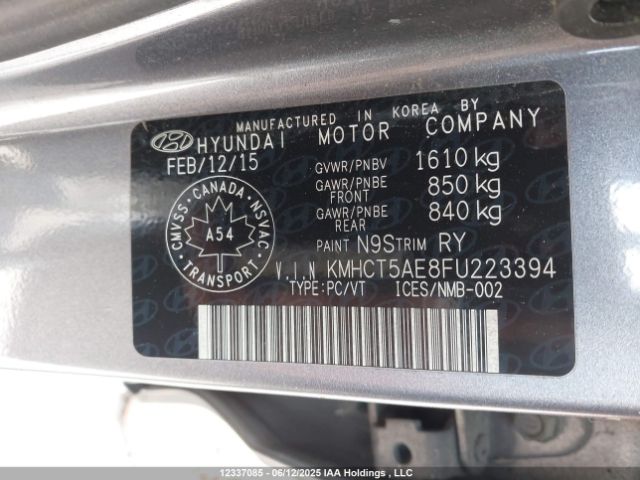 MANUFACTURED IN KOREA BY
HYUNDAI MOTOR COMPANY
FEB/12/15 GVWR/PNBV 1610 kg
GAWR/PNBE FRONT 850 kg
GAWR/PNBE REAR 840 kg
CMVSS · CANADA · NSVAC
A54
TRANSPORT
PAINT N9S TRIM RY
V.I.N KMHCT5AE8FU223394
TYPE:PC/VT ICES/NMB-002
12337085 - 06/12/2025 IAA Holdings, LLC